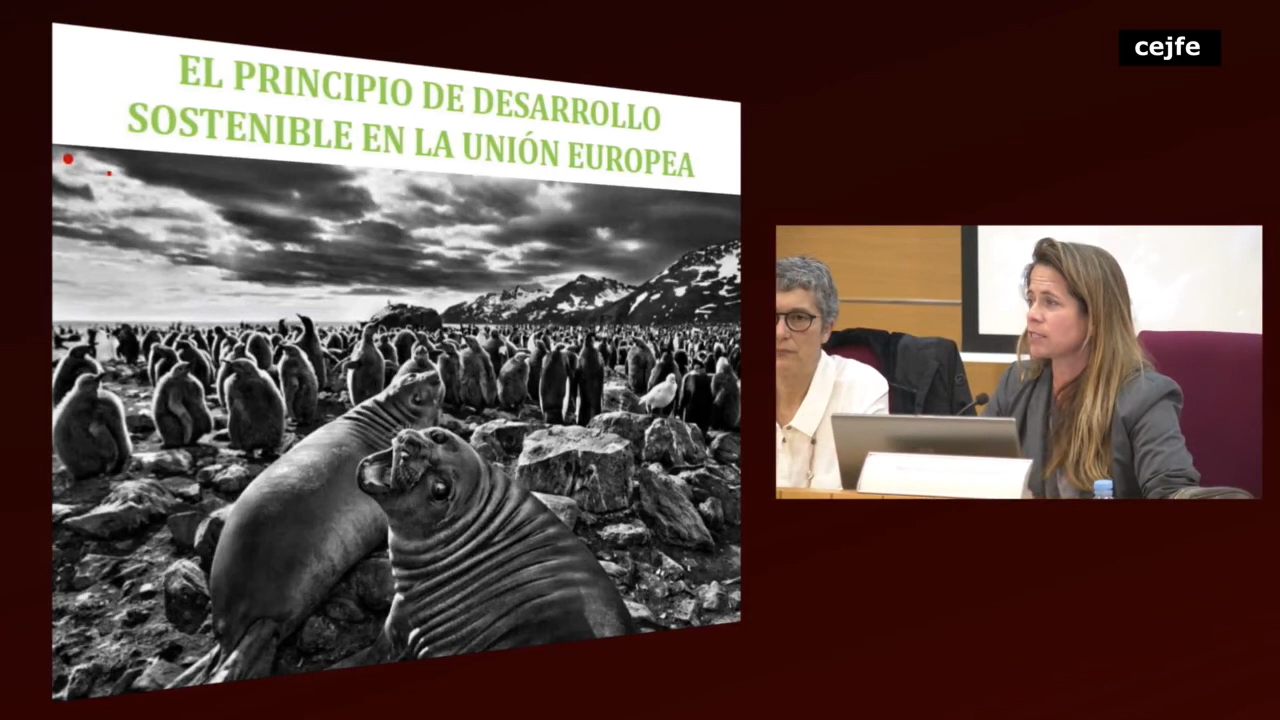 EL PRINCIPIO DE DESARROLLO
SOSTENIBLE EN LA UNIÓN EUROPEA
cejfe